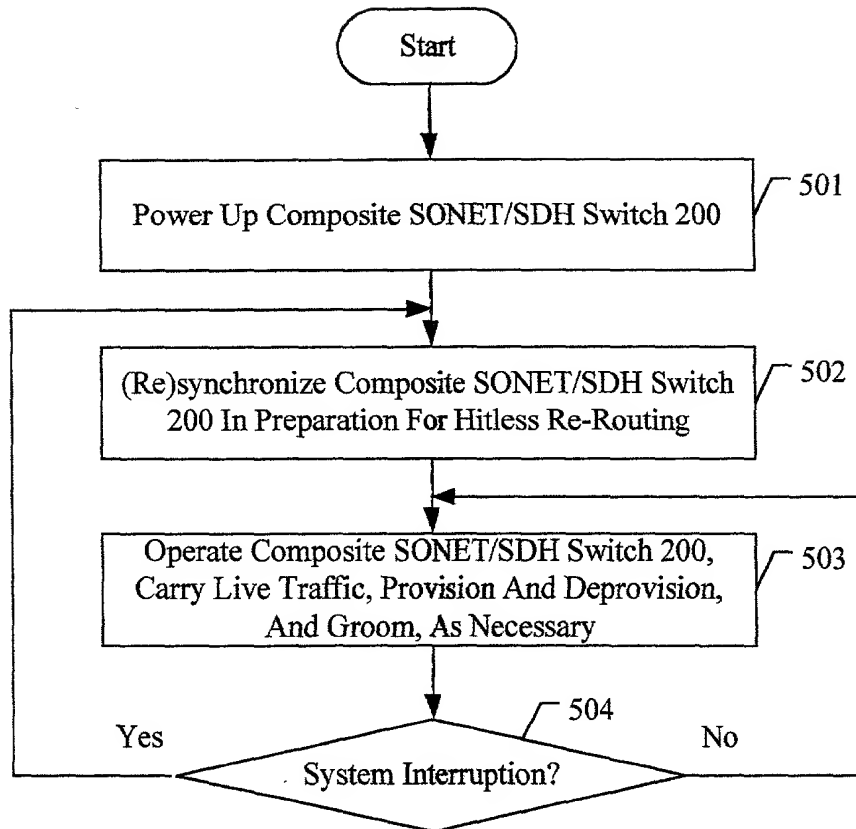 Start
Power Up Composite SONET/SDH Switch 200
501
(Re)synchronize Composite SONET/SDH Switch
200 In Preparation For Hitless Re-Routing
502
Operate Composite SONET/SDH Switch 200,
Carry Live Traffic, Provision And Deprovision,
And Groom, As Necessary
503
504
Yes
No
System Interruption?